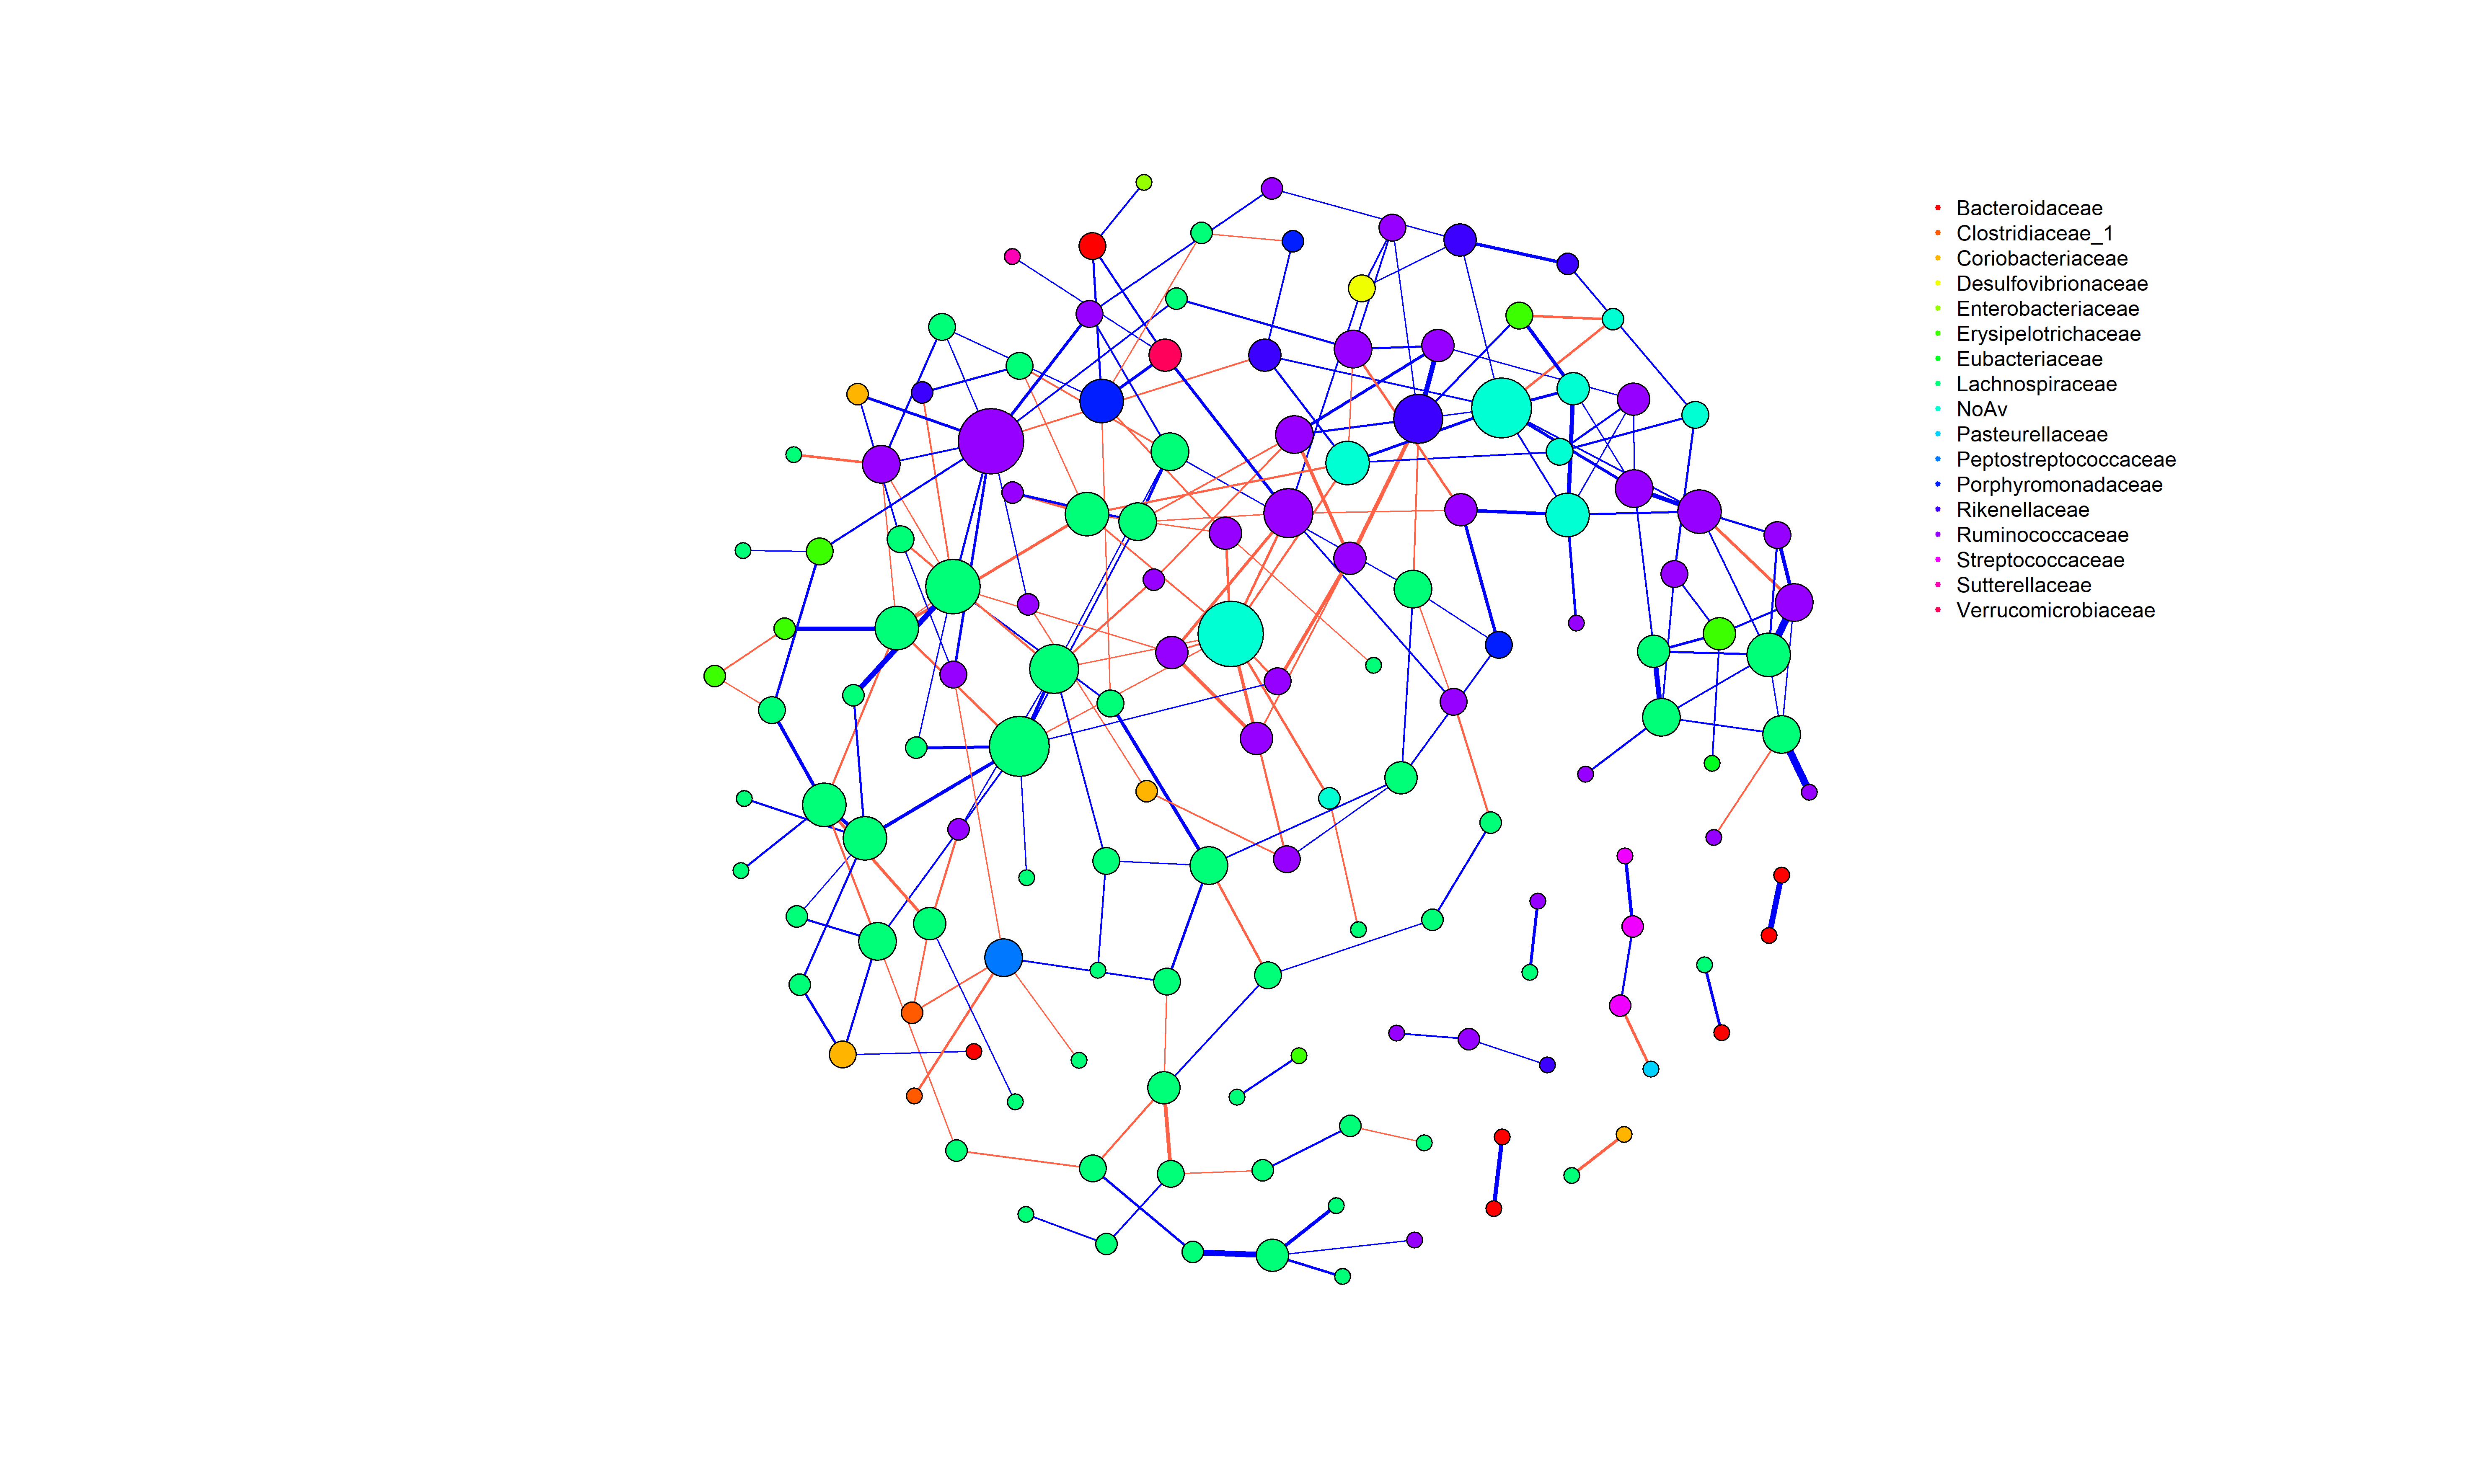 Bacteroidaceae
Clostridiaceae_1
Coriobacteriaceae
Desulfovibrionaceae
Enterobacteriaceae
Erysipelotrichaceae
Eubacteriaceae
Lachnospiraceae
NoAv
Pasteurellaceae
Peptostreptococcaceae
Porphyromonadaceae
Rikenellaceae
Ruminococcaceae
Streptococcaceae
Sutterellaceae
Verrucomicrobiaceae